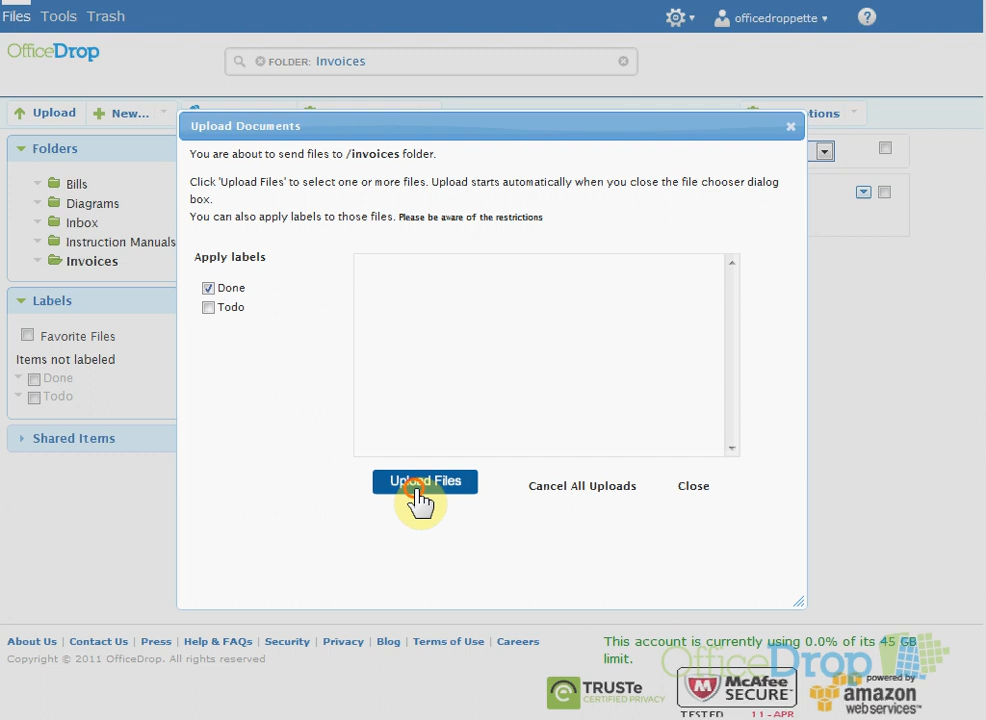 Files Tools Trash
officedroppette
?
OfficeDrop
FOLDER: Invoices
Upload
New...
Upload Documents
You are about to send files to /invoices folder.
Click 'Upload Files' to select one or more files. Upload starts automatically when you close the file chooser dialog
box.
You can also apply labels to those files. Please be aware of the restrictions
Apply labels
Done
Todo
Upload Files
Cancel All Uploads
Close
Folders
Bills
Diagrams
Inbox
Instruction Manuals
Invoices
Labels
Favorite Files
Items not labeled
Done
Todo
Shared Items
About Us | Contact Us | Press | Help & FAQs | Security | Privacy | Blog | Terms of Use | Careers
Copyright © 2011 OfficeDrop. All rights reserved
This account is currently using 0.0% of its 45 GB
limit.
OfficeDrop
TRUSTe
CERTIFIED PRIVACY
McAfee
SECURE
TESTED 11-APR
powered by
amazon
webservices